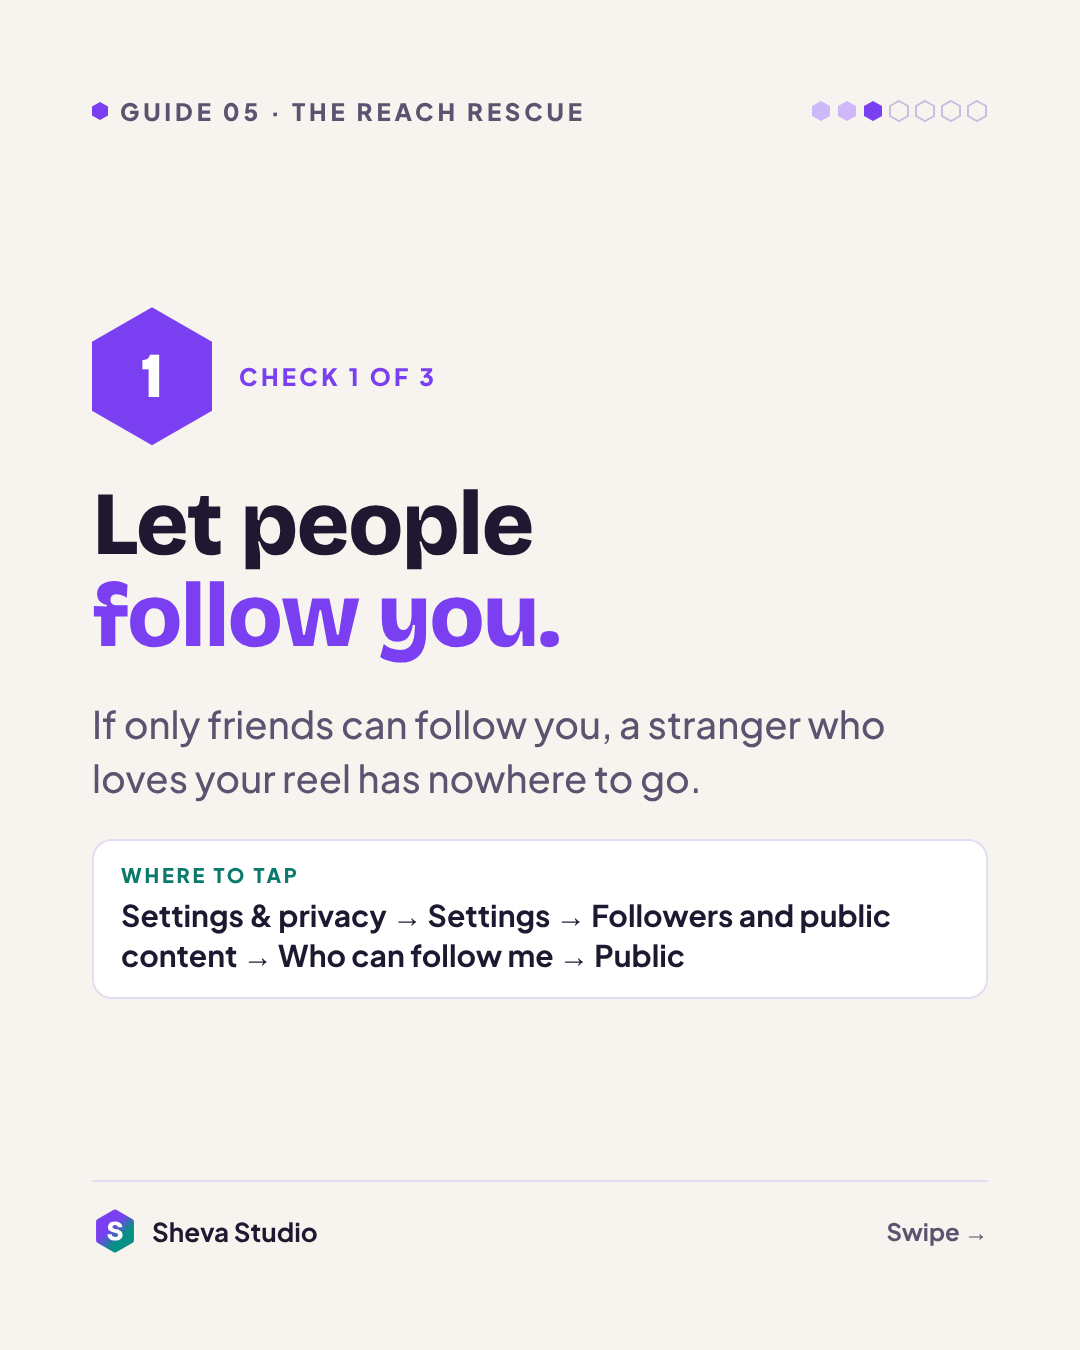 GUIDE 05 · THE REACH RESCUE
1
CHECK 1 OF 3
Let people
follow you.
If only friends can follow you, a stranger who
loves your reel has nowhere to go.
WHERE TO TAP
Settings & privacy → Settings → Followers and public
content → Who can follow me → Public
S
Sheva Studio
Swipe →